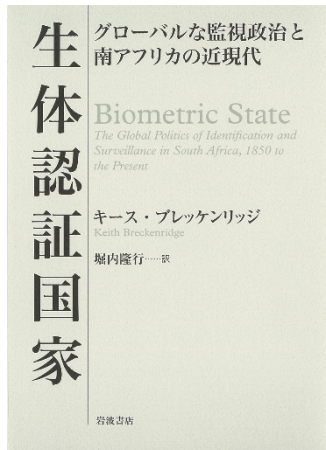 生体認証国家
グローバルな監視政治と
南アフリカの近現代
Biometric State
The Global Politics of Identification and
Surveillance in South Africa, 1850 to
the Present
キース・ブレッケンリッジ
Keith Breckenridge
堀内隆行……訳
岩波書店